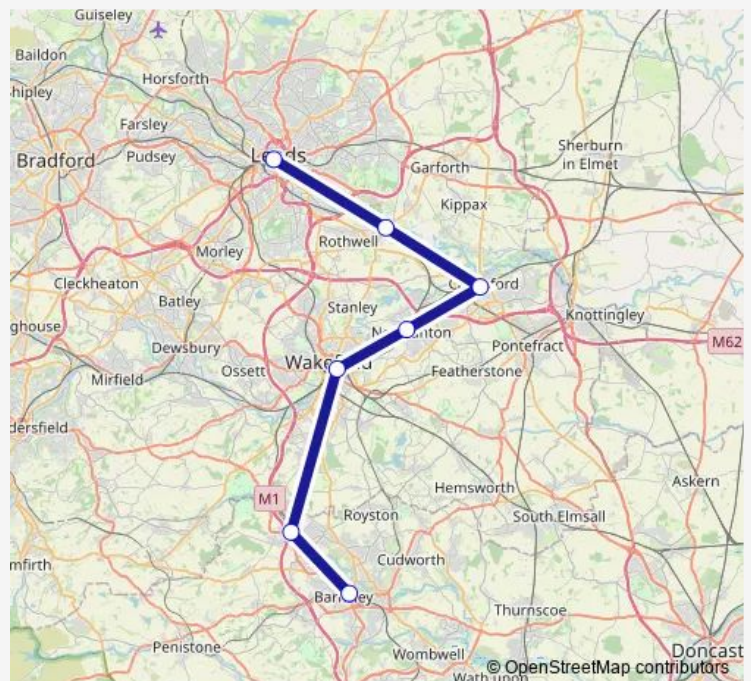 Guiseley
Baildon
Horsforth
Shipley
Farsley
Sherburn
in Elmet
Bradford
Pudsey
Leeds
Garforth
Kippax
Rothwell
Morley
Cleckheaton
Batley
Stanley
Knottingley
ghouse
Dewsbury
Pontefract
M62
Mirfield
Ossett
Featherstone
dersfield
Hemsworth
Askern
M1
Royston
South Elmsall
mfirth
Cudworth
Thurnscoe
Penistone
Wombwell
Doncast
© OpenStreetMap contributors